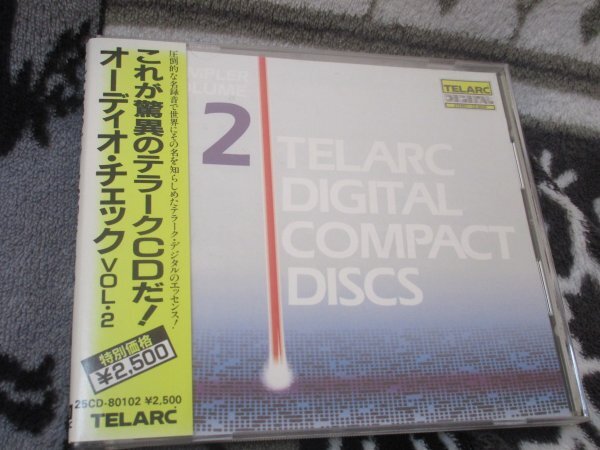 圧倒的な名録音で世界にその名を知らしめたテラーク・デジタルのエッセンス!
これが驚異のテラークCDだ!
オーディオ・チェック VOL・2
特別価格
¥2,500
25CD-80102 ¥2,500
TELARC
MPLER
LUME
2
TELARC
DIGITAL
COMPACT
DISCS
TELARC
DIGITAL